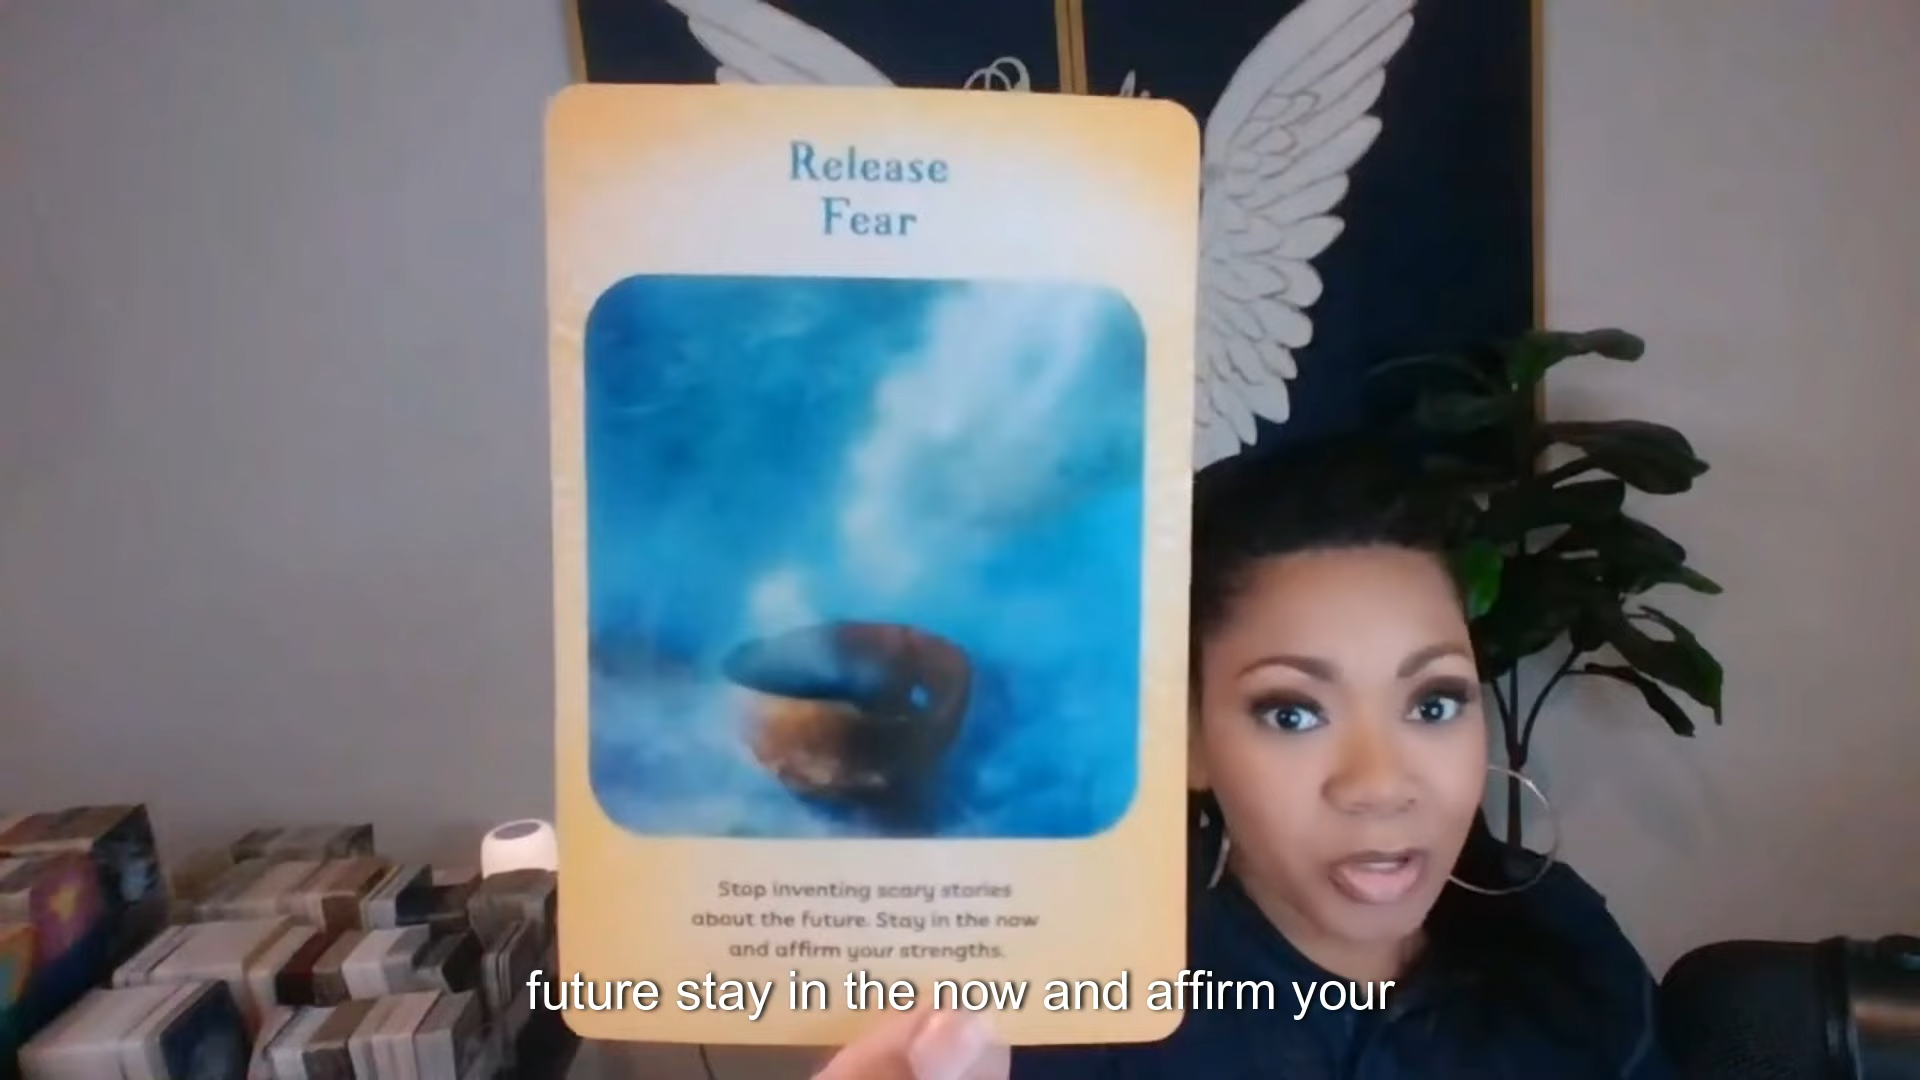 Release
Fear
Stop inventing scary stories
about the future. Stay in the now
and affirm your strengths.
future stay in the now and affirm your